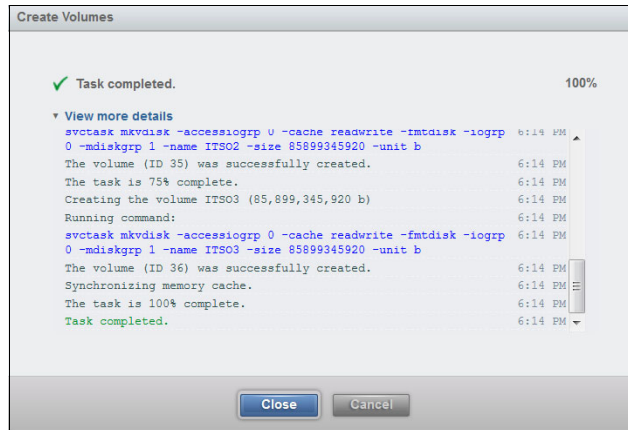 Create Volumes
Task completed. 100%
View more details
svctask mkvdisk -accessiogrp 0 -cache readwrite -fmtdisk -iogrp 6:14 PM
0 -mdiskgrp 1 -name ITSO2 -size 85899345920 -unit b
The volume (ID 35) was successfully created. 6:14 PM
The task is 75% complete. 6:14 PM
Creating the volume ITSO3 (85,899,345,920 b) 6:14 PM
Running command: 6:14 PM
svctask mkvdisk -accessiogrp 0 -cache readwrite -fmtdisk -iogrp 6:14 PM
0 -mdiskgrp 1 -name ITSO3 -size 85899345920 -unit b
The volume (ID 36) was successfully created. 6:14 PM
Synchronizing memory cache. 6:14 PM
The task is 100% complete. 6:14 PM
Task completed. 6:14 PM
Close Cancel